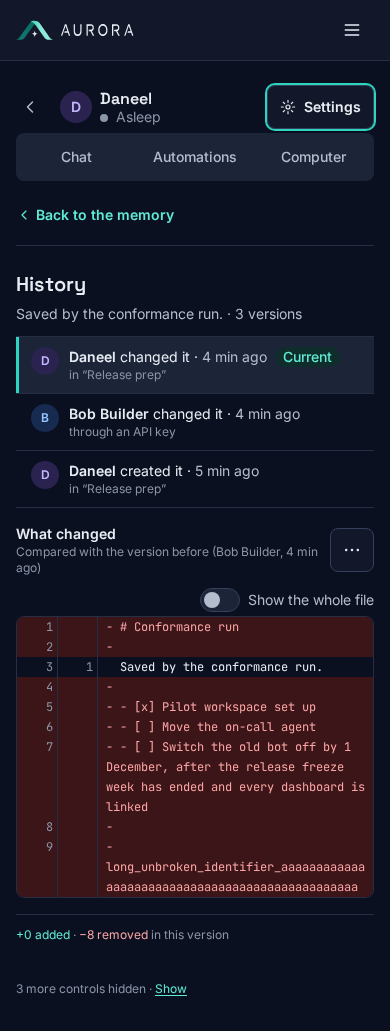 AURORA
D
Daneel
Asleep
Settings
Chat
Automations
Computer
Back to the memory
History
Saved by the conformance run. · 3 versions
D
Daneel changed it · 4 min ago Current
in “Release prep”
B
Bob Builder changed it · 4 min ago
through an API key
D
Daneel created it · 5 min ago
in “Release prep”
What changed
Compared with the version before (Bob Builder, 4 min
ago)
Show the whole file
1 - # Conformance run
2 -
3 1 Saved by the conformance run.
4 -
5 - - [x] Pilot workspace set up
6 - - [ ] Move the on-call agent
7 - - [ ] Switch the old bot off by 1
December, after the release freeze
week has ended and every dashboard is
linked
8 -
9 -
long_unbroken_identifier_aaaaaaaaaaaa
aaaaaaaaaaaaaaaaaaaaaaaaaaaaaaaaaaaa
+0 added · −8 removed in this version
3 more controls hidden · Show